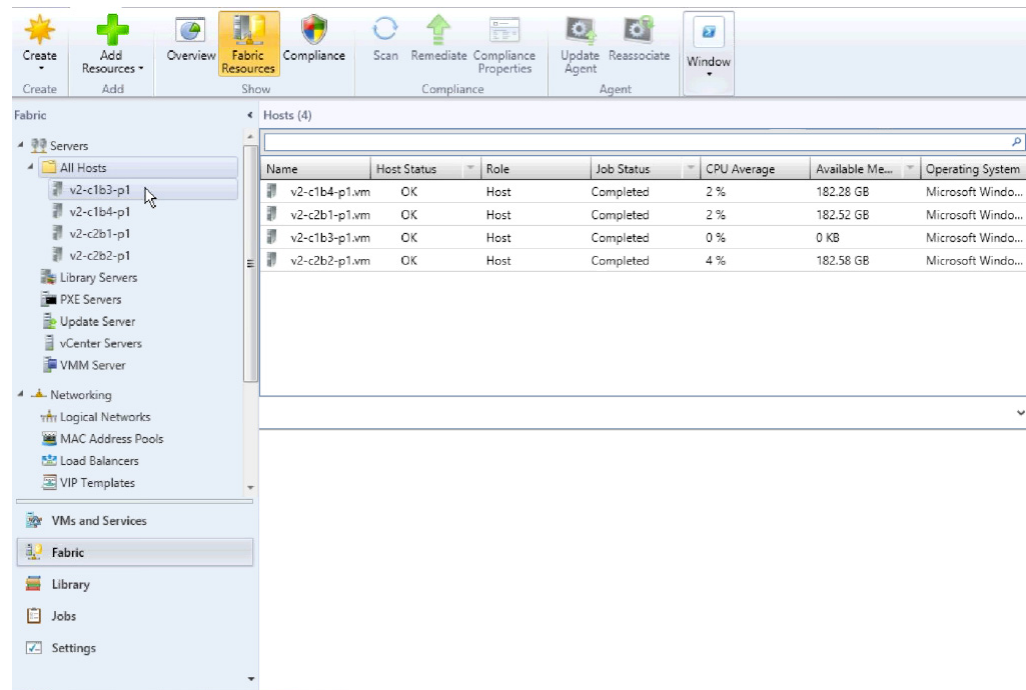 Create
Add Resources
Overview
Fabric Resources
Compliance
Scan
Remediate
Compliance Properties
Update Agent
Reassociate
Window
Create
Add
Show
Compliance
Agent
Fabric
Hosts (4)
Servers
All Hosts
v2-c1b3-p1
v2-c1b4-p1
v2-c2b1-p1
v2-c2b2-p1
Library Servers
PXE Servers
Update Server
vCenter Servers
VMM Server
Networking
Logical Networks
MAC Address Pools
Load Balancers
VIP Templates
VMs and Services
Fabric
Library
Jobs
Settings
Name Host Status Role Job Status CPU Average Available Me... Operating System
v2-c1b4-p1.vm OK Host Completed 2 % 182.28 GB Microsoft Windo...
v2-c2b1-p1.vm OK Host Completed 2 % 182.52 GB Microsoft Windo...
v2-c1b3-p1.vm OK Host Completed 0 % 0 KB Microsoft Windo...
v2-c2b2-p1.vm OK Host Completed 4 % 182.58 GB Microsoft Windo...